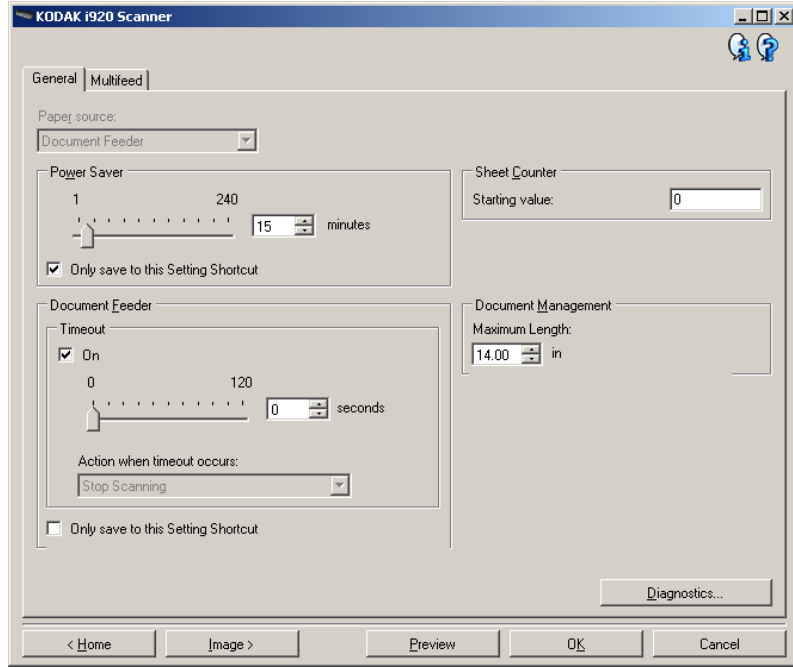 KODAK i920 Scanner
General
Multifeed
Paper source:
Document Feeder
Power Saver
1 240
15 minutes
Only save to this Setting Shortcut
Sheet Counter
Starting value: 0
Document Feeder
Timeout
On
0 120
0 seconds
Action when timeout occurs:
Stop Scanning
Only save to this Setting Shortcut
Document Management
Maximum Length:
14.00 in
Diagnostics...
< Home
Image >
Preview
OK
Cancel